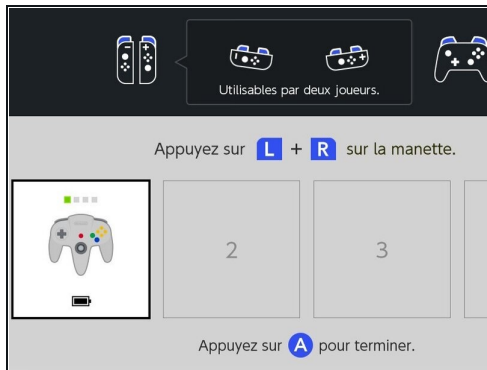 Utilisables par deux joueurs.
Appuyez sur L + R sur la manette.
2
3
Appuyez sur A pour terminer.